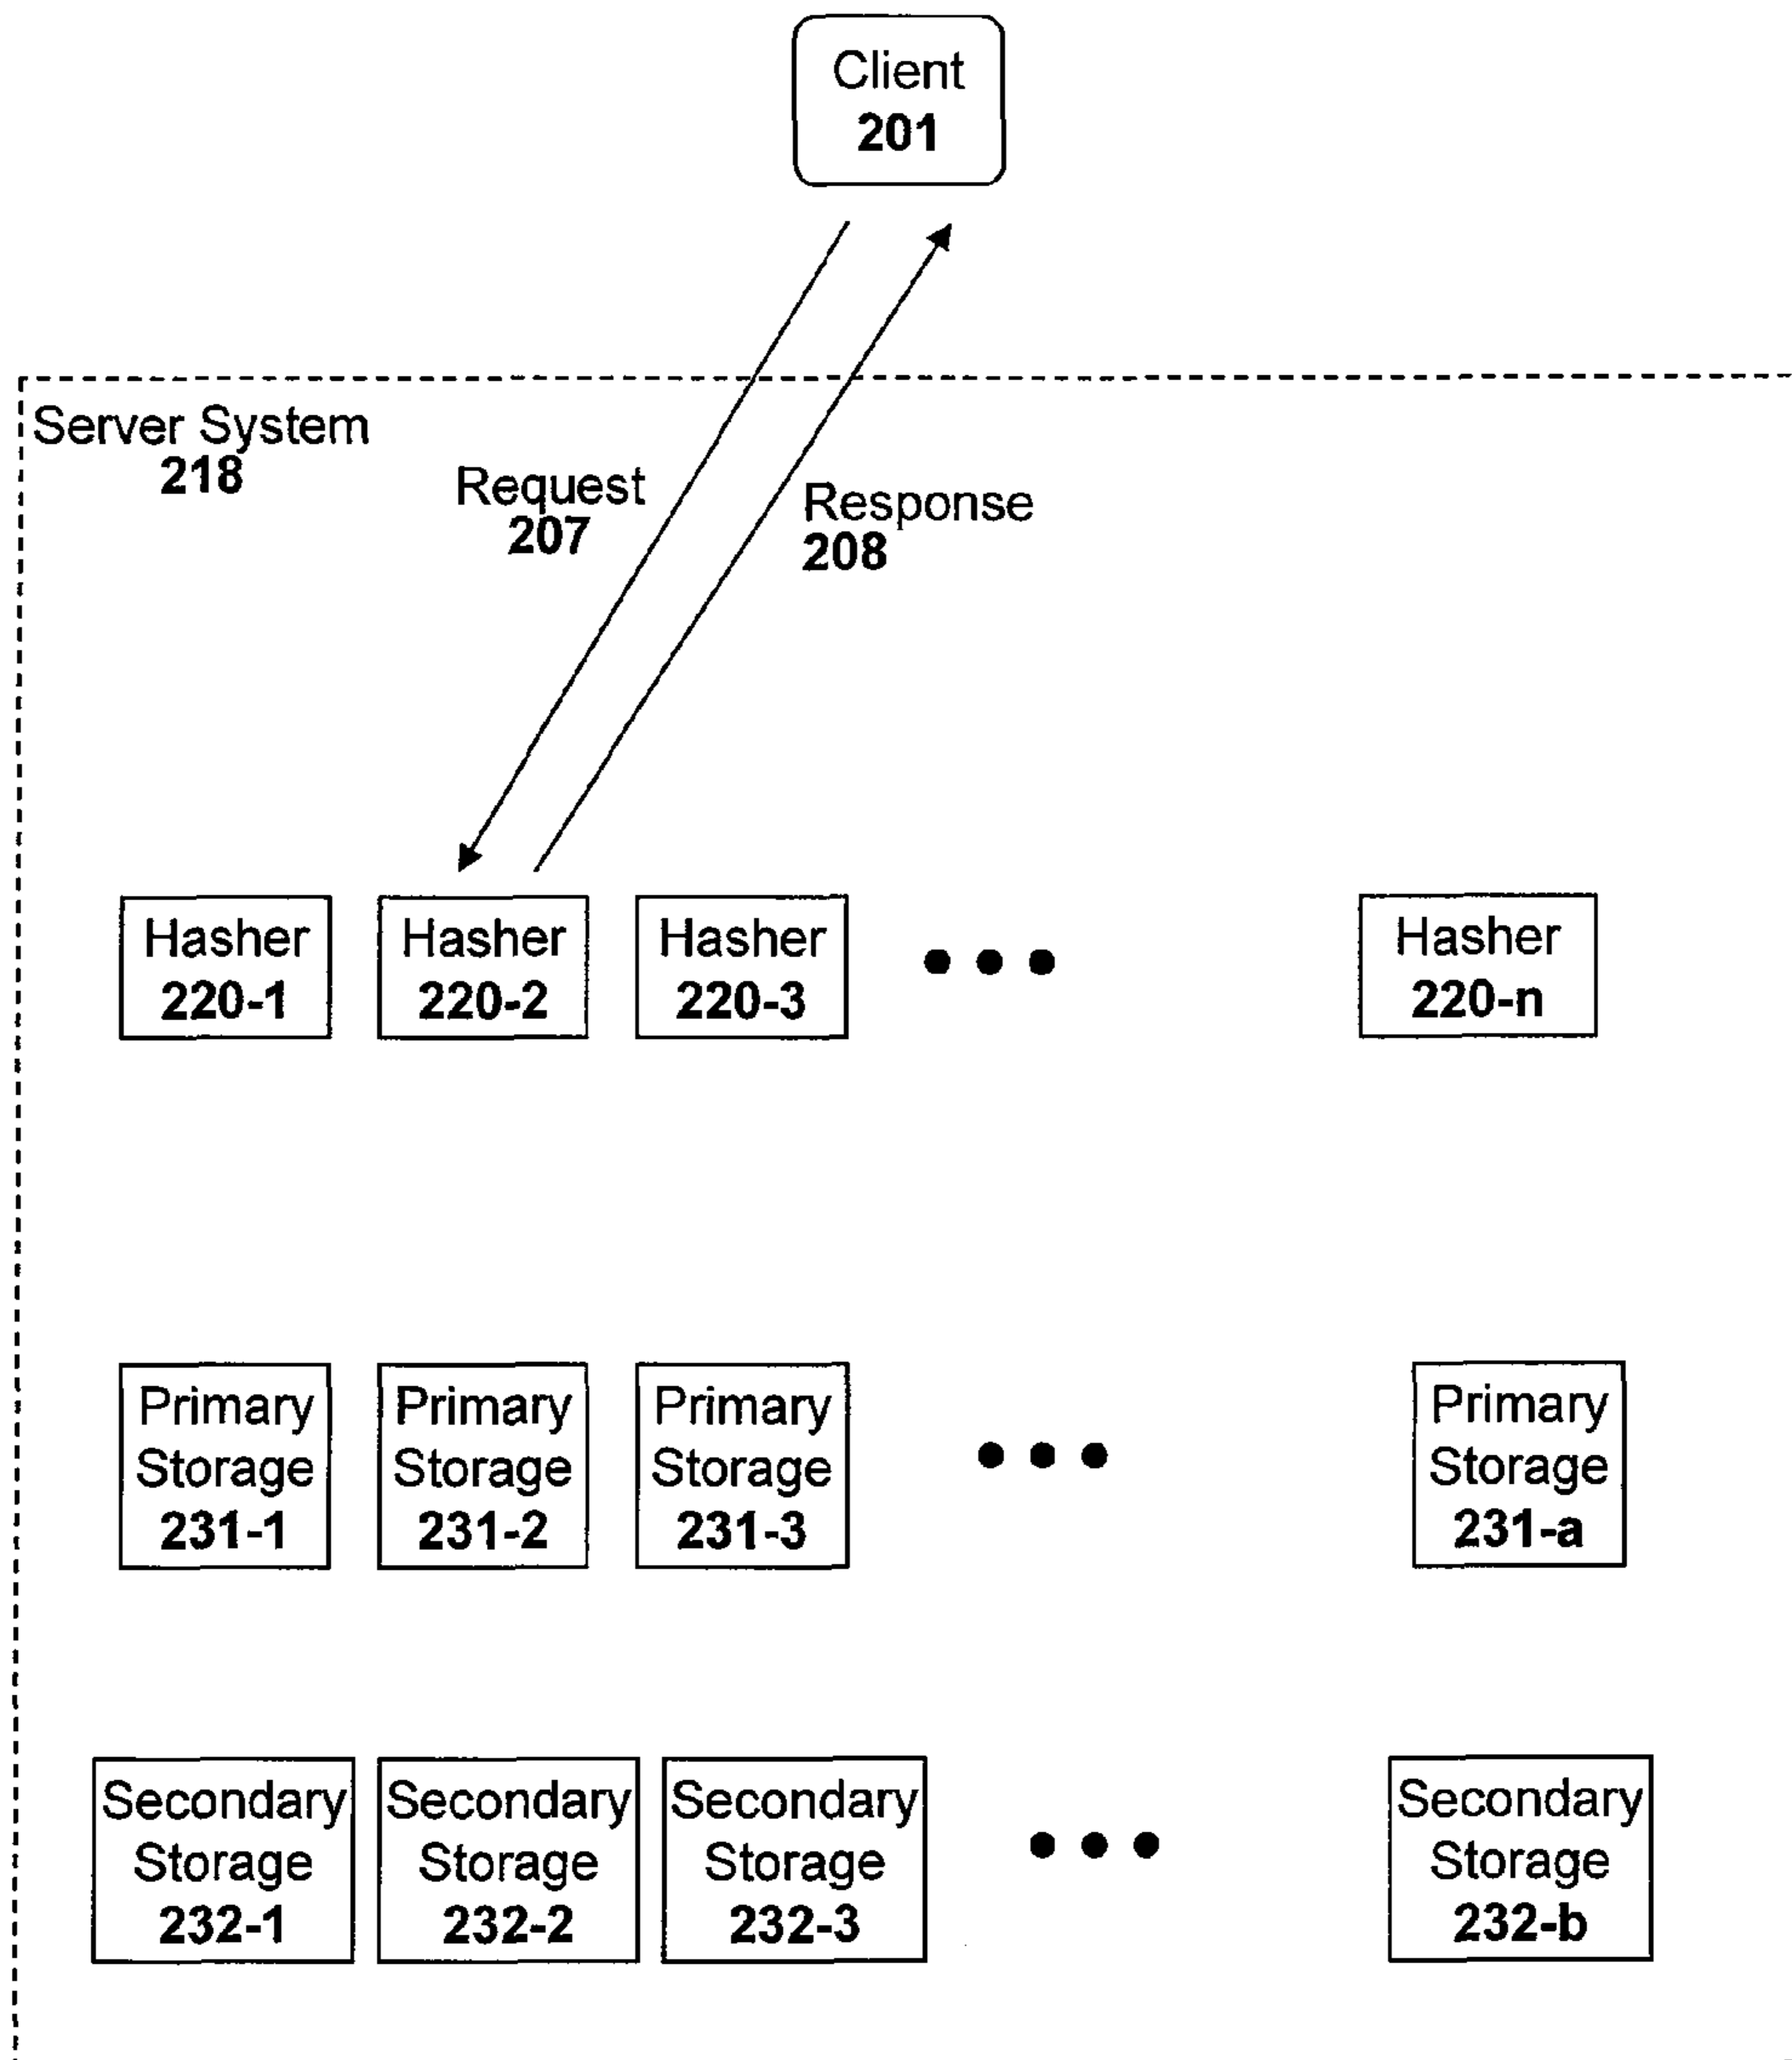 Client
201
Server System
218
Request
207
Response
208
Hasher
220-1
Hasher
220-2
Hasher
220-3
Hasher
220-n
Primary
Storage
231-1
Primary
Storage
231-2
Primary
Storage
231-3
Primary
Storage
231-a
Secondary
Storage
232-1
Secondary
Storage
232-2
Secondary
Storage
232-3
Secondary
Storage
232-b